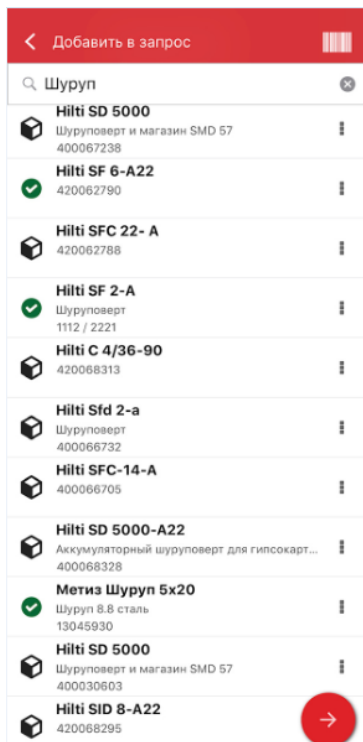 Добавить в запрос
Шуруп
Hilti SD 5000
Шуруповерт и магазин SMD 57
400067238
Hilti SF 6-A22
420062790
Hilti SFC 22- A
420062788
Hilti SF 2-A
Шуруповерт
1112 / 2221
Hilti C 4/36-90
420068313
Hilti Sfd 2-a
Шуруповерт
400066732
Hilti SFC-14-A
400066705
Hilti SD 5000-A22
Аккумуляторный шуруповерт для гипсокарт...
400068328
Метиз Шуруп 5x20
Шуруп 8.8 сталь
13045930
Hilti SD 5000
Шуруповерт и магазин SMD 57
400030603
Hilti SID 8-A22
420068295